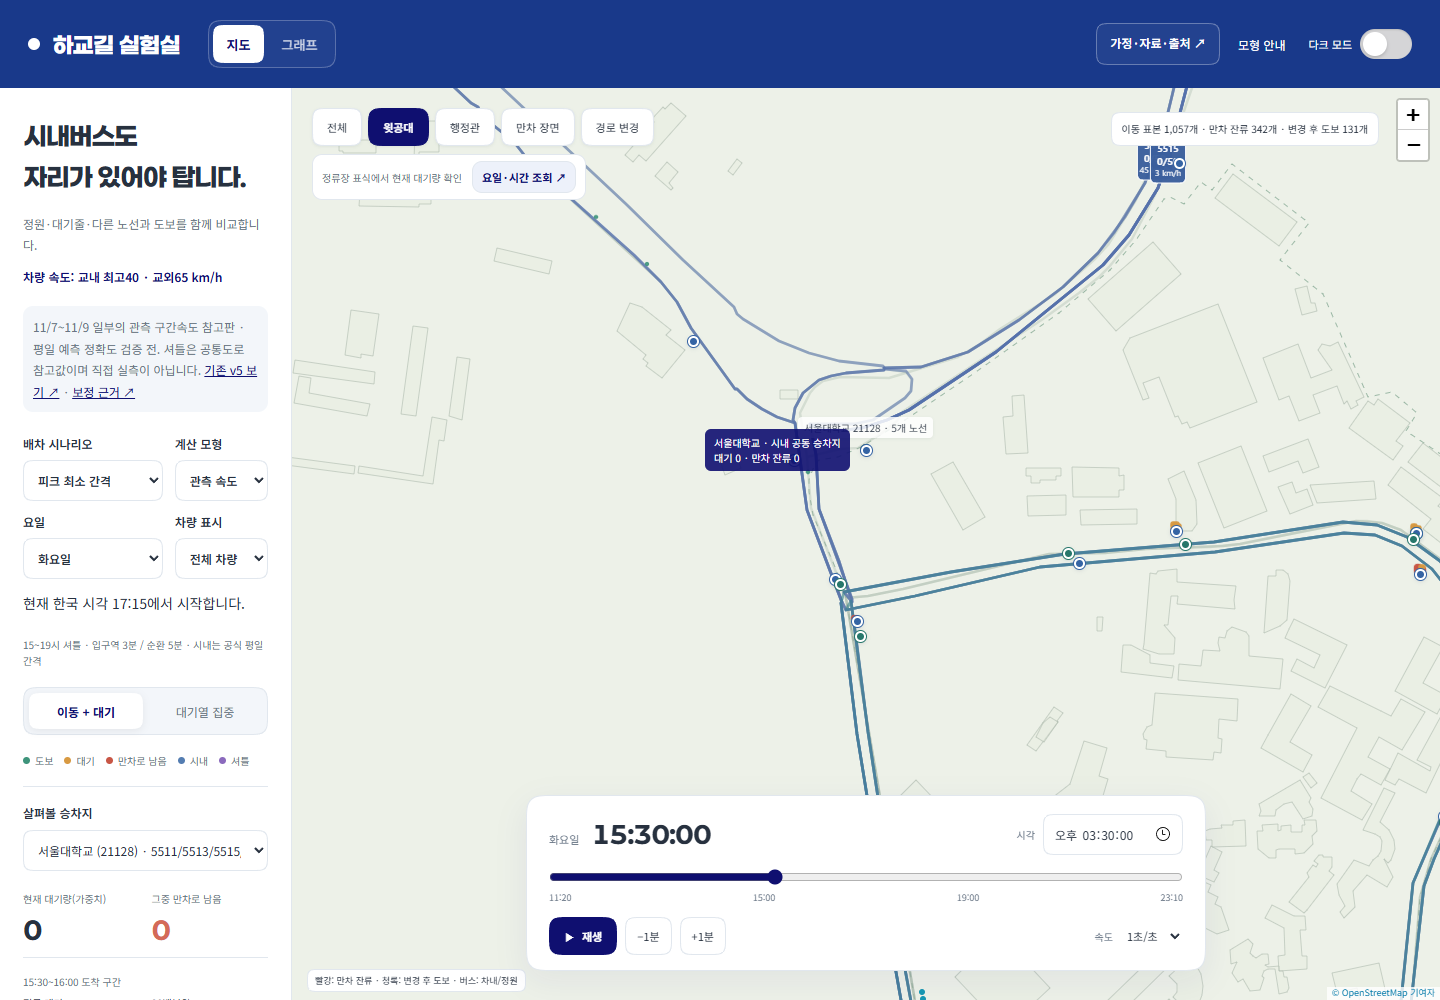 하교길 실험실
지도
그래프
가정·자료·출처 ↗
모형 안내
다크 모드
시내버스도
자리가 있어야 탑니다.
정원·대기줄·다른 노선과 도보를 함께 비교합니
다.
차량 속도: 교내 최고40 · 교외65 km/h
11/7~11/9 일부의 관측 구간속도 참고판 ·
평일 예측 정확도 검증 전. 셔틀은 공통도로
참고값이며 직접 실측이 아닙니다. 기존 v5 보
기 ↗ · 보정 근거 ↗
배차 시나리오
계산 모형
피크 최소 간격
관측 속도
요일
차량 표시
화요일
전체 차량
현재 한국 시각 17:15에서 시작합니다.
15~19시 셔틀 · 입구역 3분 / 순환 5분 · 시내는 공식 평일
간격
이동 + 대기
대기열 집중
도보
대기
만차로 남음
시내
셔틀
살펴볼 승차지
서울대학교 (21128) · 5511/5513/5515
현재 대기량(가중치)
그중 만차로 남음
0
0
15:30~16:00 도착 구간
전체
윗공대
행정관
만차 장면
경로 변경
정류장 표식에서 현재 대기량 확인
요일·시간 조회 ↗
이동 표본 1,057개 · 만차 잔류 342개 · 변경 후 도보 131개
+
−
5515
3 km/h
서울대학교 21128 · 5개 노선
서울대학교 · 시내 공동 승차지
대기 0 · 만차 잔류 0
화요일
15:30:00
시각
오후 03:30:00
11:20
15:00
19:00
23:10
▶ 재생
−1분
+1분
속도
1초/초
빨강: 만차 잔류 · 청록: 변경 후 도보 · 버스: 차내/정원
© OpenStreetMap 기여자